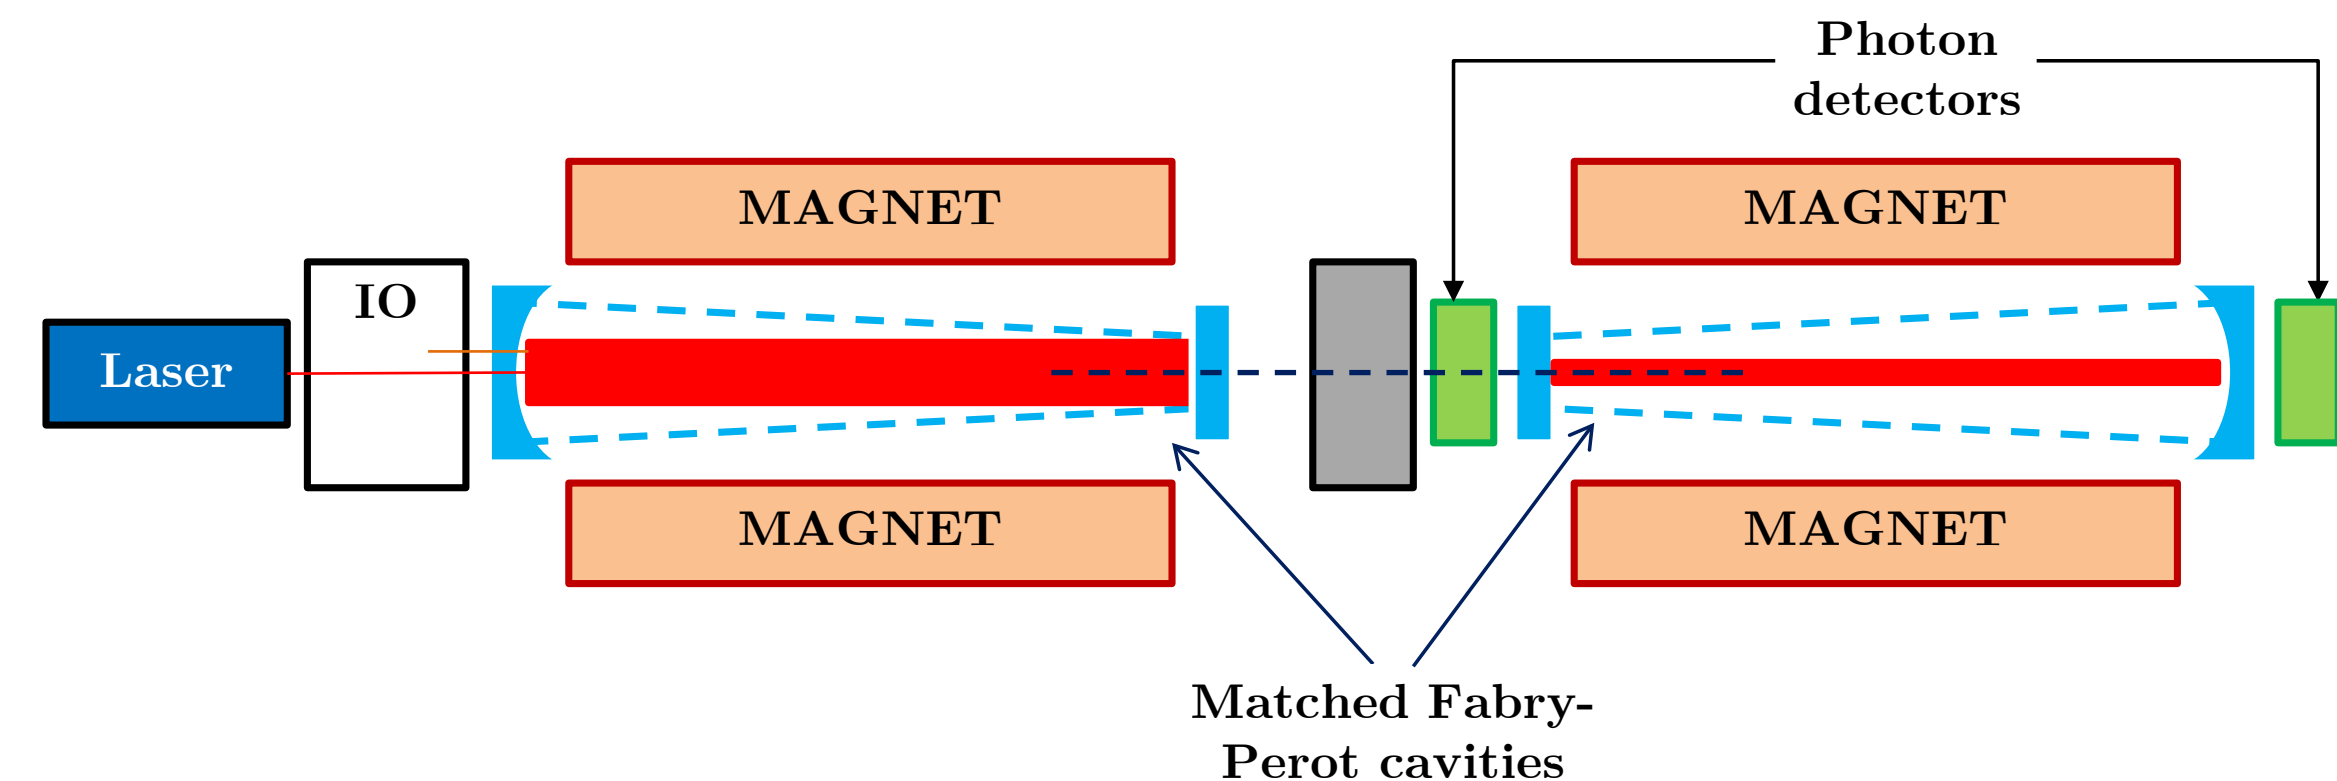 Photon
detectors
MAGNET
MAGNET
IO
Laser
MAGNET
MAGNET
Matched Fabry-
Perot cavities